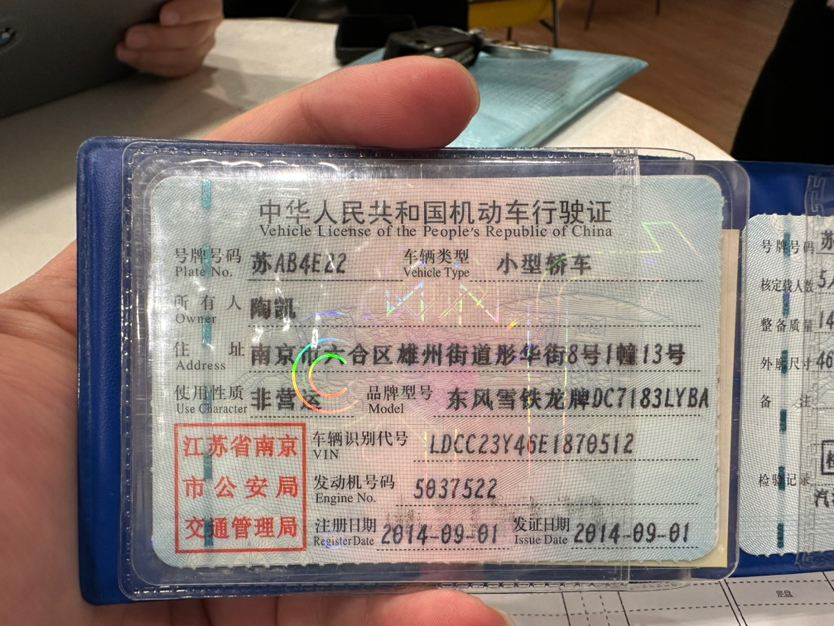 中华人民共和国机动车行驶证
Vehicle License of the People's Republic of China
号牌号码 苏AB4E22 车辆类型 小型轿车
Plate No. Vehicle Type
所有人 陶凯
Owner
住址 南京市六合区雄州街道彤华街8号1幢13号
Address
使用性质 非营运 品牌型号 东风雪铁龙牌DC7183LYBA
Use Character Model
江苏省南京
市公安局
交通管理局
车辆识别代号 LDCC23Y46E1870512
VIN
发动机号码 5037522
Engine No.
注册日期 2014-09-01 发证日期 2014-09-01
Register Date Issue Date
号牌号码 苏
核定载人数 5
整备质量 14
外廓尺寸 46
备注
检验记录